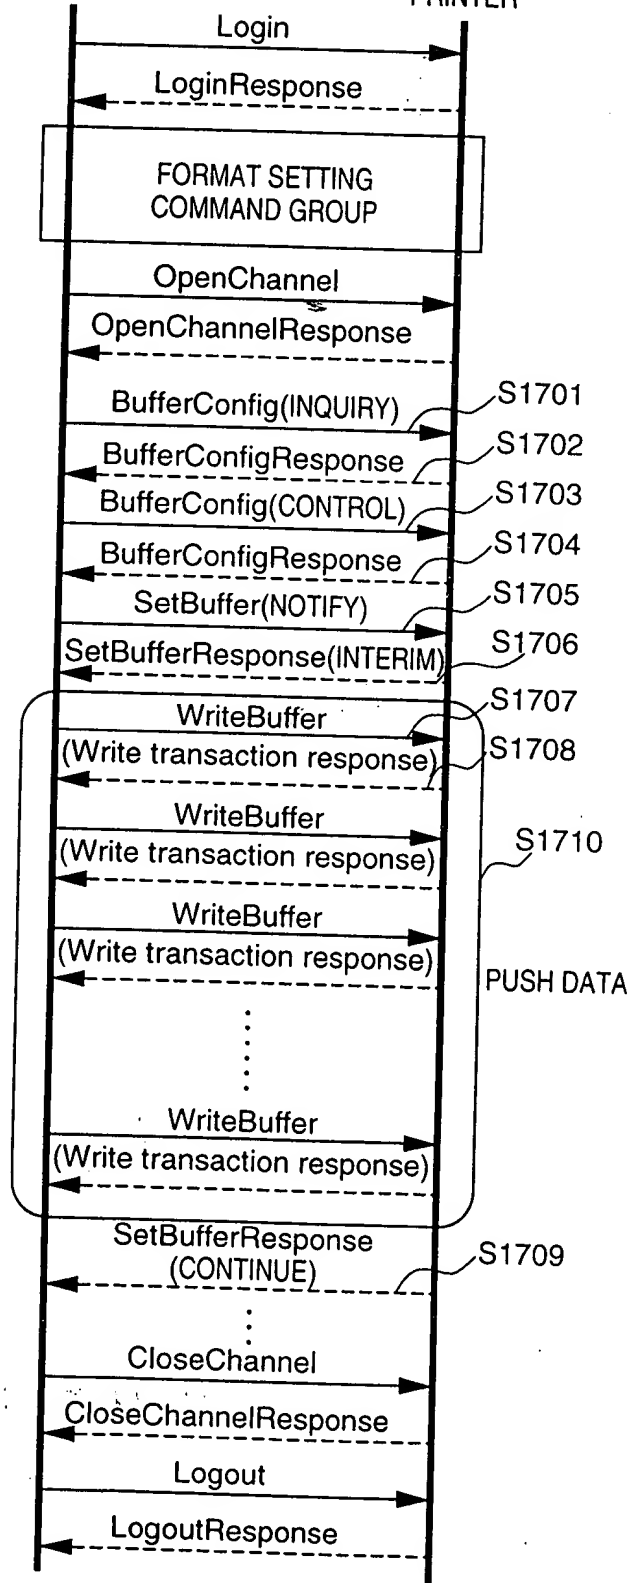 PRINTER
Login
LoginResponse
FORMAT SETTING
COMMAND GROUP
OpenChannel
OpenChannelResponse
BufferConfig(INQUIRY)
S1701
BufferConfigResponse
S1702
BufferConfig(CONTROL)
S1703
BufferConfigResponse
S1704
SetBuffer(NOTIFY)
S1705
SetBufferResponse(INTERIM)
S1706
WriteBuffer
S1707
(Write transaction response)
S1708
WriteBuffer
(Write transaction response)
S1710
WriteBuffer
(Write transaction response)
PUSH DATA
WriteBuffer
(Write transaction response)
SetBufferResponse
(CONTINUE)
S1709
CloseChannel
CloseChannelResponse
Logout
LogoutResponse